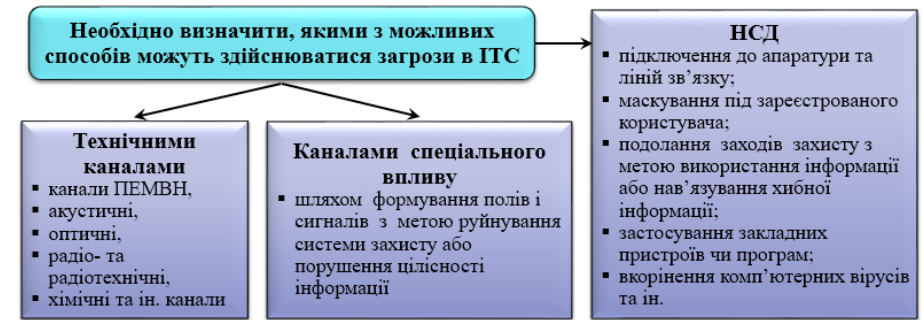 Необхідно визначити, якими з можливих
способів можуть здійснюватися загрози в ІТС
Технічними
каналами
▪ канали ПЕМВН,
▪ акустичні,
▪ оптичні,
▪ радіо- та
радіотехнічні,
▪ хімічні та ін. канали
Каналами спеціального
впливу
▪ шляхом формування полів і
сигналів з метою руйнування
системи захисту або
порушення цілісності
інформації
НСД
▪ підключення до апаратури та
ліній зв’язку;
▪ маскування під зареєстрованого
користувача;
▪ подолання заходів захисту з
метою використання інформації
або нав’язування хибної
інформації;
▪ застосування закладних
пристроїв чи програм;
▪ вкорінення комп’ютерних вірусів
та ін.